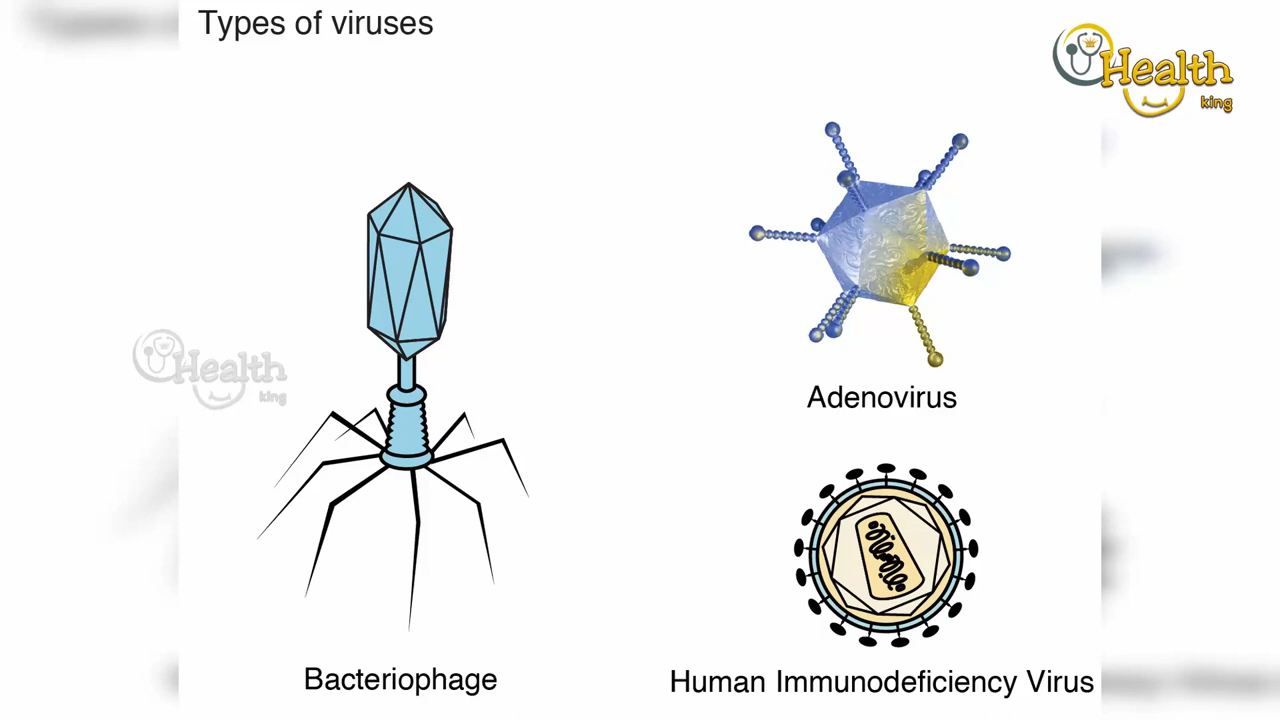 Types of viruses
Health
king
Adenovirus
Health
king
Bacteriophage
Human Immunodeficiency Virus